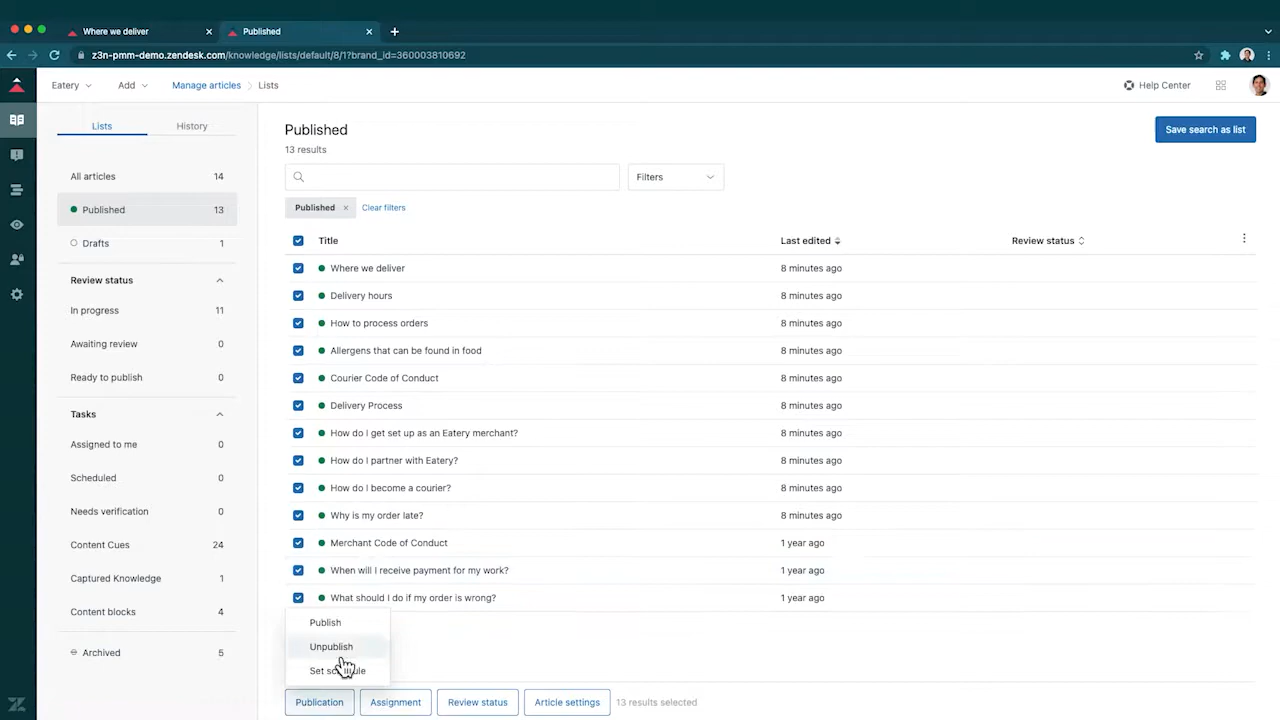 Where we deliver
Published
z3n-pmm-demo.zendesk.com/knowledge/lists/default/8/1?brand_id=360003810692
Eatery Add Manage articles > Lists Help Center
Lists History
All articles 14
Published 13
Drafts 1
Review status
In progress 11
Awaiting review 0
Ready to publish 0
Tasks
Assigned to me 0
Scheduled 0
Needs verification 0
Content Cues 24
Captured Knowledge 1
Content blocks 4
Archived 5
Published
13 results
Save search as list
Filters
Published × Clear filters
Title Last edited Review status
Where we deliver 8 minutes ago
Delivery hours 8 minutes ago
How to process orders 8 minutes ago
Allergens that can be found in food 8 minutes ago
Courier Code of Conduct 8 minutes ago
Delivery Process 8 minutes ago
How do I get set up as an Eatery merchant? 8 minutes ago
How do I partner with Eatery? 8 minutes ago
How do I become a courier? 8 minutes ago
Why is my order late? 8 minutes ago
Merchant Code of Conduct 1 year ago
When will I receive payment for my work? 1 year ago
What should I do if my order is wrong? 1 year ago
Publish
Unpublish
Set
Publication Assignment Review status Article settings 13 results selected